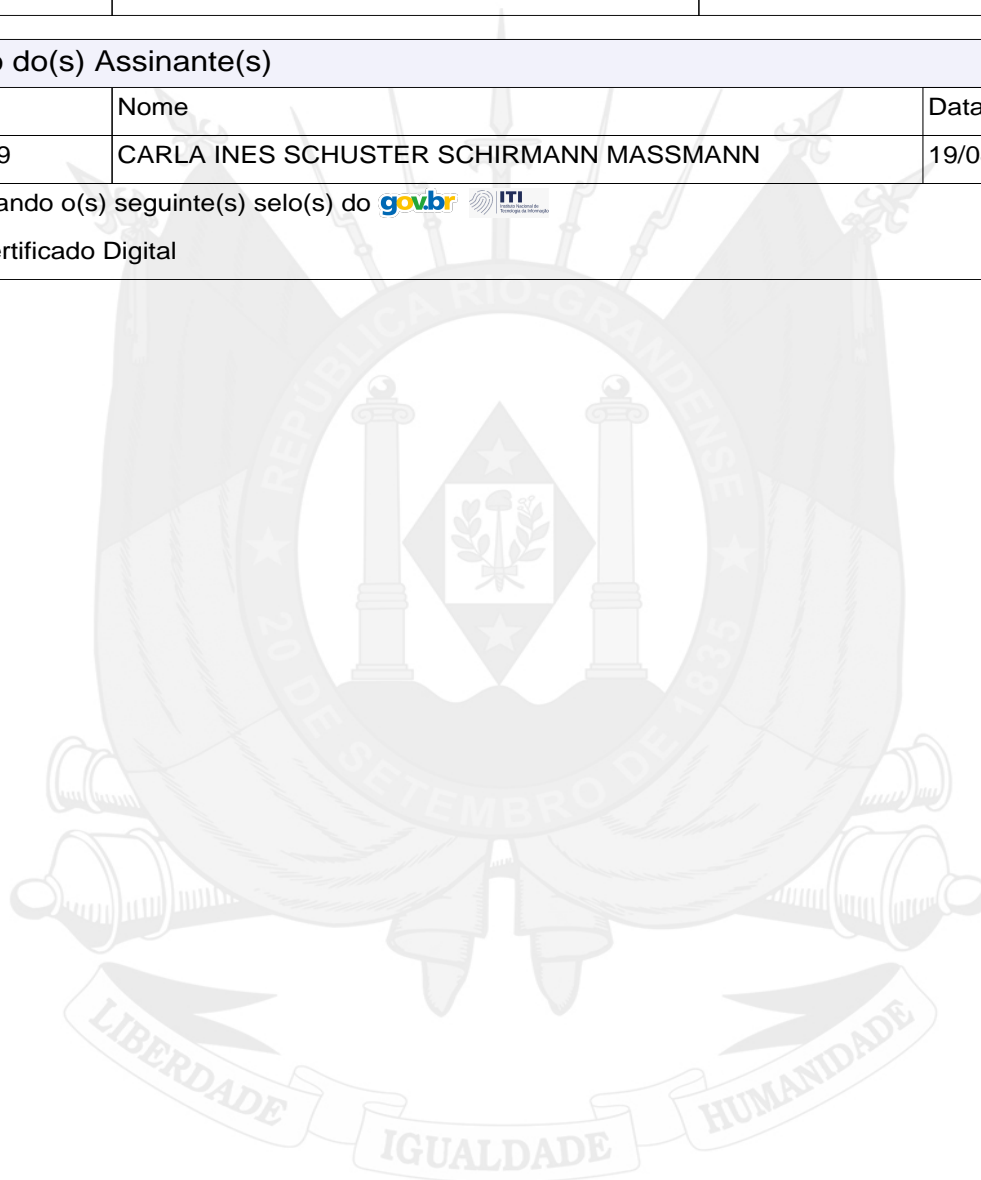 o do(s) Assinante(s)
Nome
Data
9
CARLA INES SCHUSTER SCHIRMANN MASSMANN
19/0
ando o(s) seguinte(s) selo(s) do gov.br ITI
rtificado Digital
REPÚBLICA RIO-GRANDENSE
20 DE SETEMBRO DE 1835
LIBERDADE
IGUALDADE
HUMANIDADE